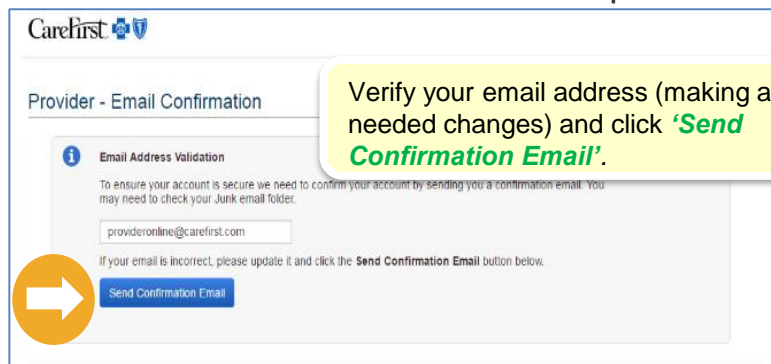 CareFirst
Provider - Email Confirmation
Verify your email address (making a
needed changes) and click ‘Send
Confirmation Email’.
Email Address Validation
To ensure your account is secure we need to confirm your account by sending you a confirmation email. You
may need to check your Junk email folder.
provideronline@carefirst.com
If your email is incorrect, please update it and click the Send Confirmation Email button below.
Send Confirmation Email